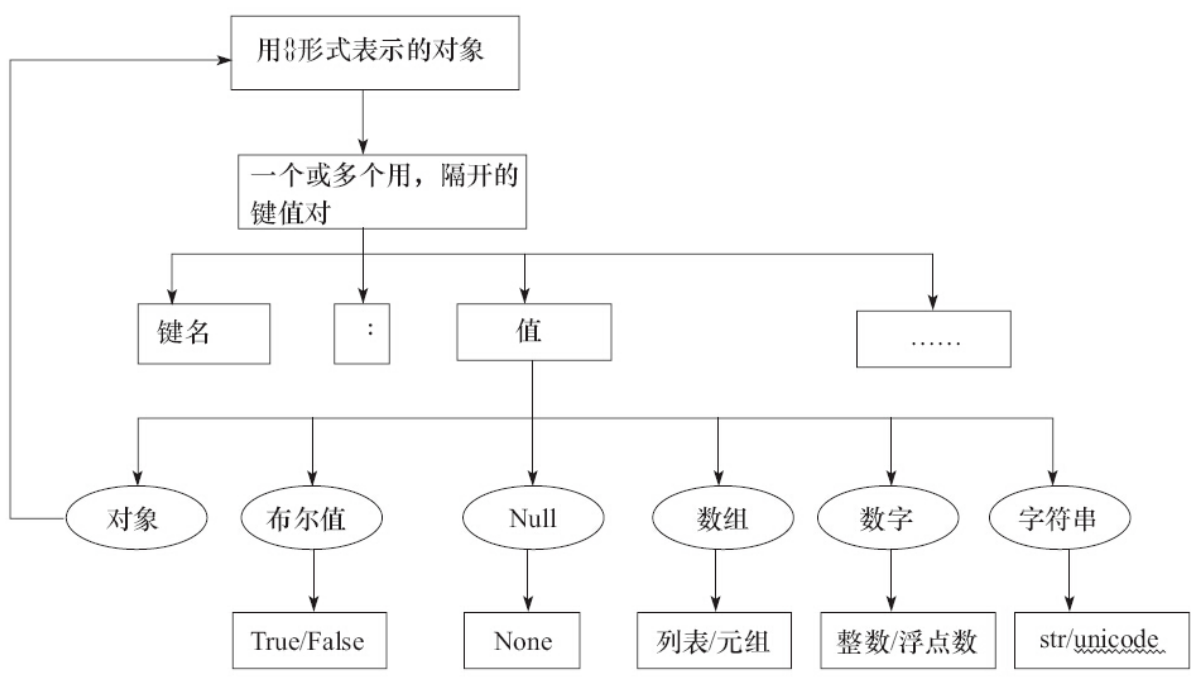 用{}形式表示的对象
一个或多个用，隔开的
键值对
键名
：
值
……
对象
布尔值
Null
数组
数字
字符串
True/False
None
列表/元组
整数/浮点数
str/unicode